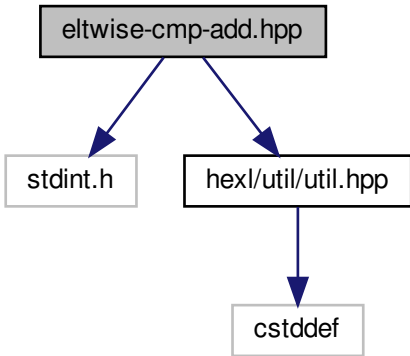 eltwise-cmp-add.hpp
stdint.h
hexl/util/util.hpp
cstddef